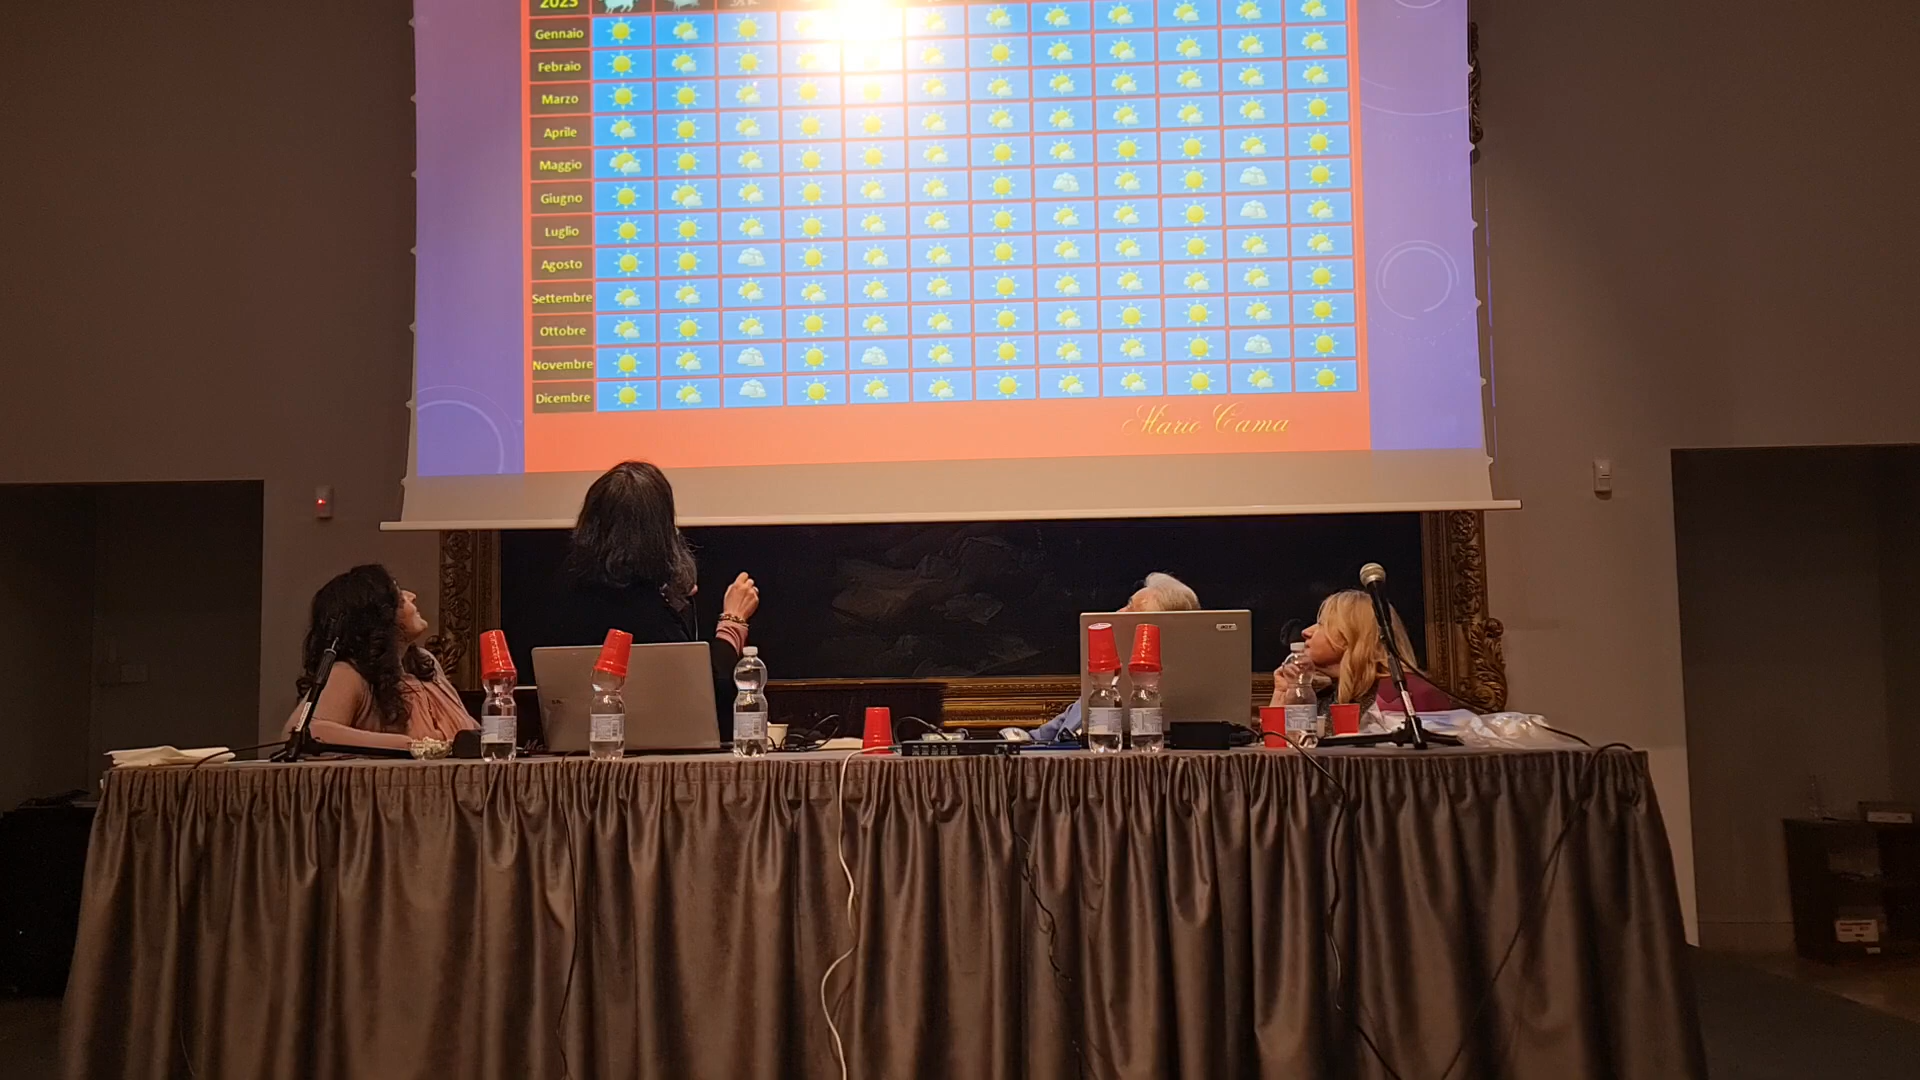 2023
Gennaio
Febraio
Marzo
Aprile
Maggio
Giugno
Luglio
Agosto
Settembre
Ottobre
Novembre
Dicembre
Mario Cama